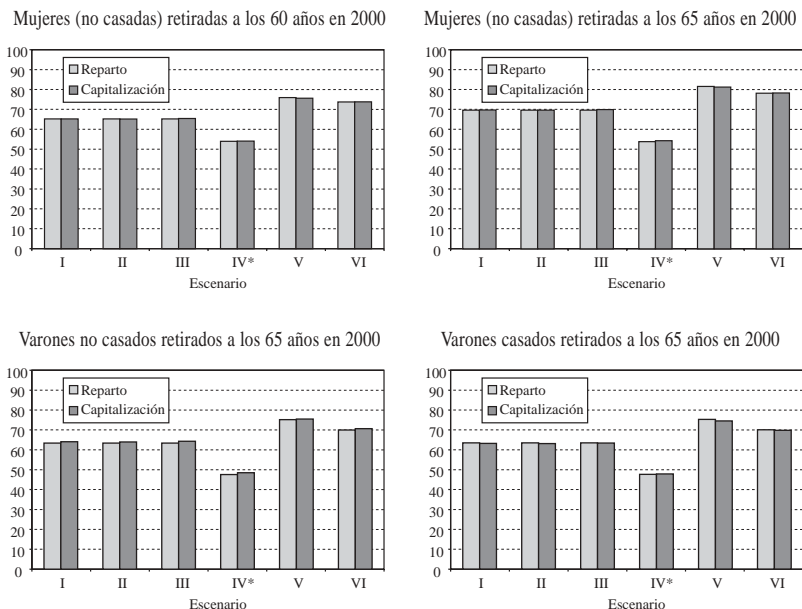 Mujeres (no casadas) retiradas a los 60 años en 2000
100
90
80
70
60
50
40
30
20
10
0
Reparto
Capitalización
I II III IV* V VI
Escenario
Mujeres (no casadas) retiradas a los 65 años en 2000
100
90
80
70
60
50
40
30
20
10
0
Reparto
Capitalización
I II III IV* V VI
Escenario
Varones no casados retirados a los 65 años en 2000
100
90
80
70
60
50
40
30
20
10
0
Reparto
Capitalización
I II III IV* V VI
Escenario
Varones casados retirados a los 65 años en 2000
100
90
80
70
60
50
40
30
20
10
0
Reparto
Capitalización
I II III IV* V VI
Escenario